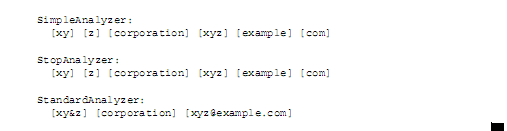 SimpleAnalyzer:
[xy] [z] [corporation] [xyz] [example] [com]
StopAnalyzer:
[xy] [z] [corporation] [xyz] [example] [com]
StandardAnalyzer:
[xy&z] [corporation] [xyz@example.com]